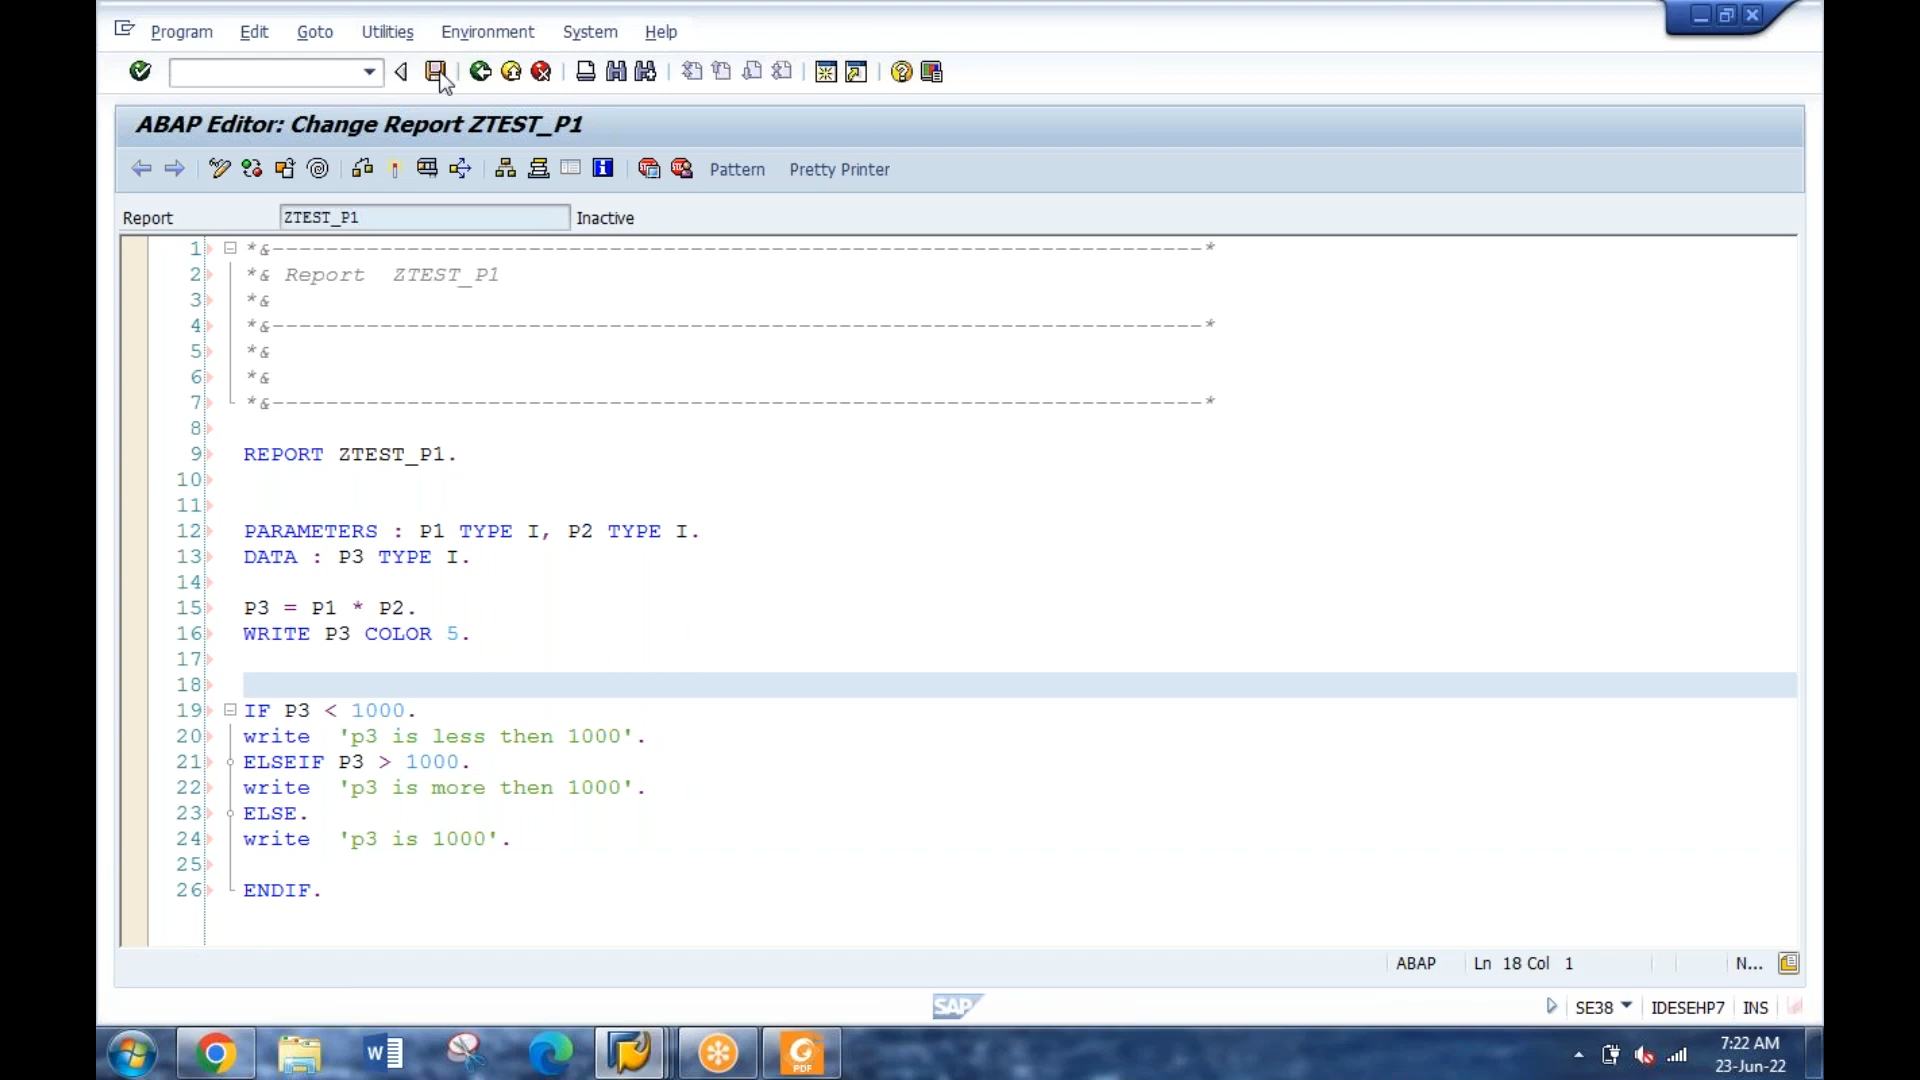 Program Edit Goto Utilities Environment System Help
ABAP Editor: Change Report ZTEST_P1
Pattern Pretty Printer
Report ZTEST_P1 Inactive
1 *&---------------------------------------------------------------------*
2 *& Report  ZTEST_P1
3 *&
4 *&---------------------------------------------------------------------*
5 *&
6 *&
7 *&---------------------------------------------------------------------*
8
9 REPORT ZTEST_P1.
10
11
12 PARAMETERS : P1 TYPE I, P2 TYPE I.
13 DATA : P3 TYPE I.
14
15 P3 = P1 * P2.
16 WRITE P3 COLOR 5.
17
18
19 IF P3 < 1000.
20 write  'p3 is less then 1000'.
21 ELSEIF P3 > 1000.
22 write  'p3 is more then 1000'.
23 ELSE.
24 write  'p3 is 1000'.
25
26 ENDIF.
ABAP Ln 18 Col 1 N...
SAP
SE38 IDESEHP7 INS
7:22 AM
23-Jun-22
W
PDF